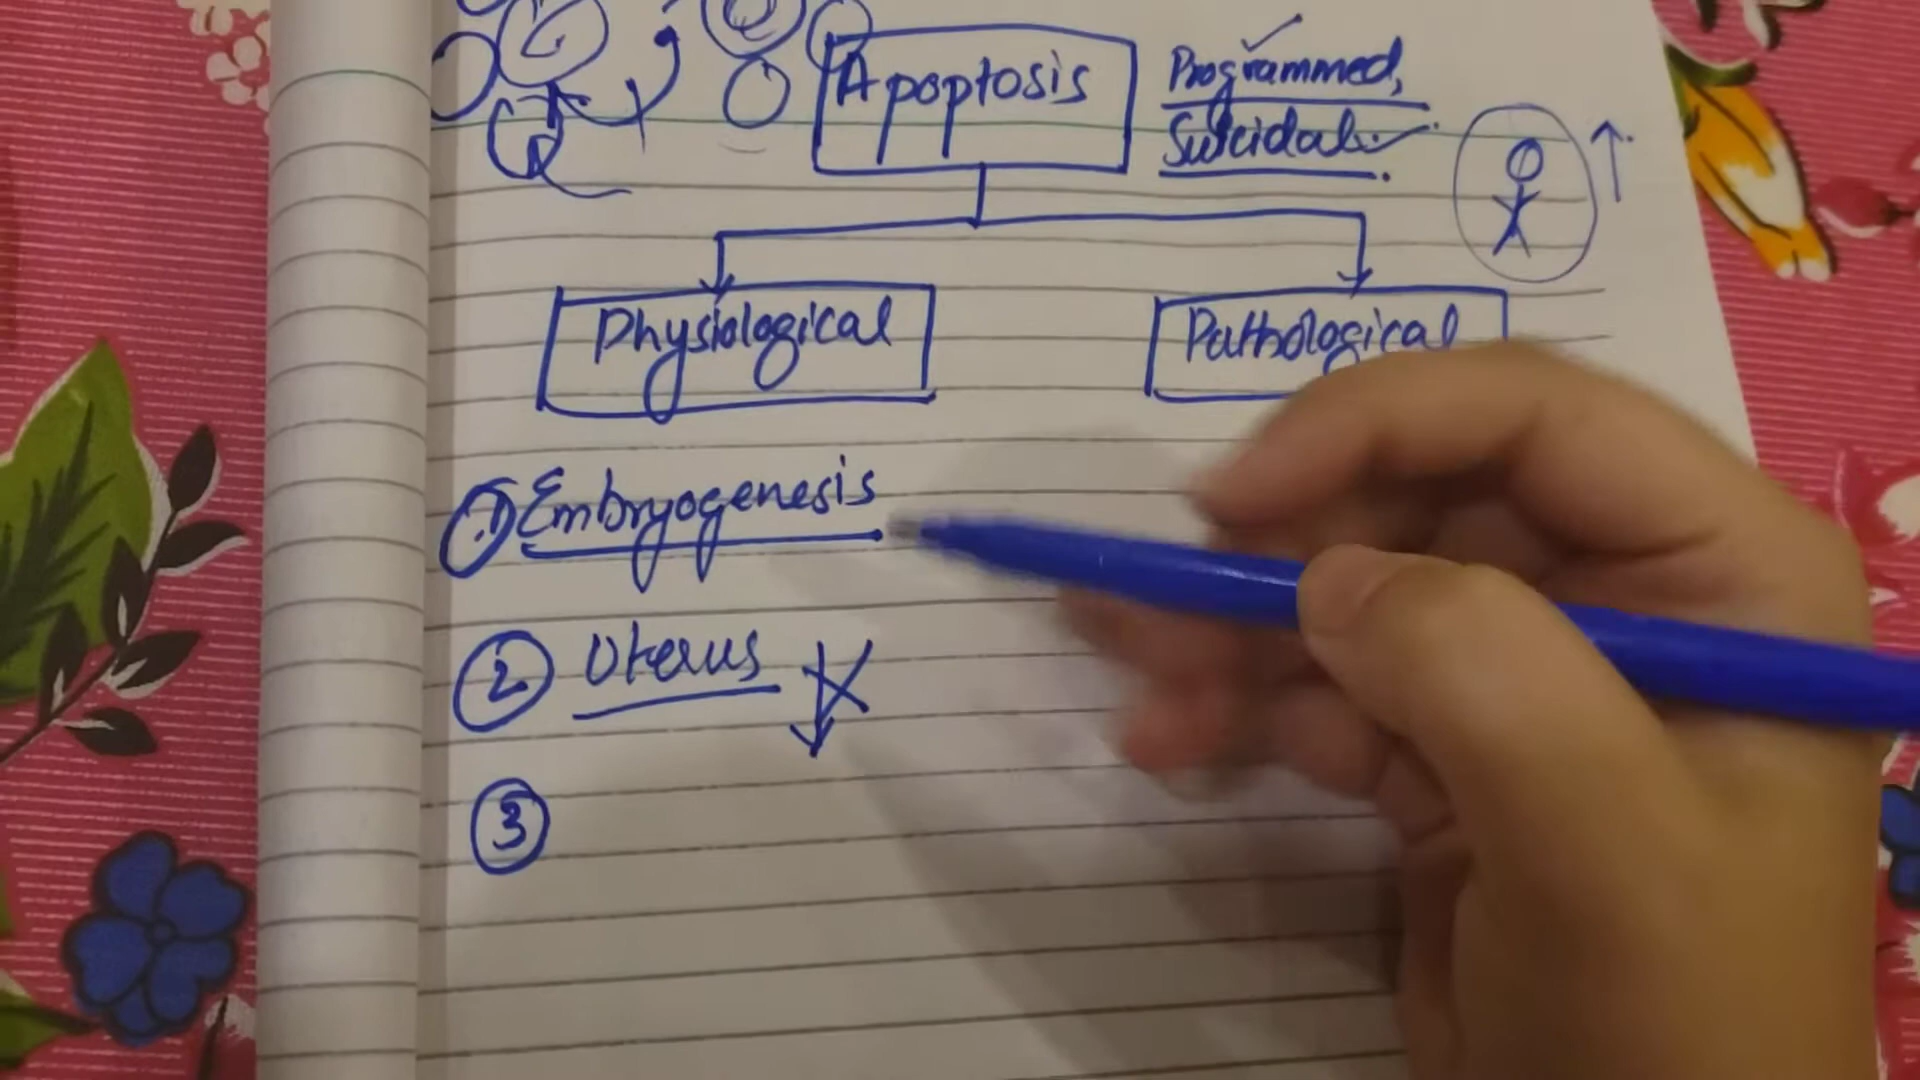 Apoptosis
Programmed,
Suicidal.
Physiological
Pathological
① Embryogenesis
② Uterus
③